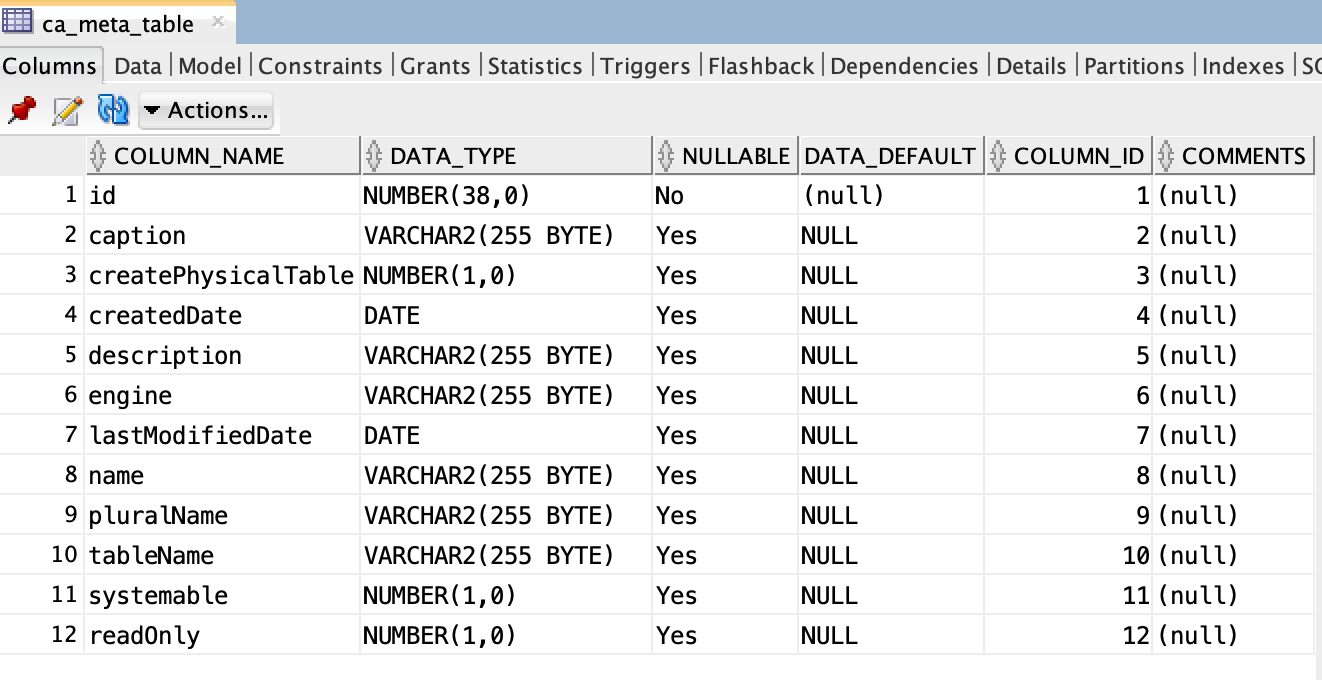 ca_meta_table
Columns Data Model Constraints Grants Statistics Triggers Flashback Dependencies Details Partitions Indexes
Actions...
COLUMN_NAME DATA_TYPE NULLABLE DATA_DEFAULT COLUMN_ID COMMENTS
1 id NUMBER(38,0) No (null) 1 (null)
2 caption VARCHAR2(255 BYTE) Yes NULL 2 (null)
3 createPhysicalTable NUMBER(1,0) Yes NULL 3 (null)
4 createdDate DATE Yes NULL 4 (null)
5 description VARCHAR2(255 BYTE) Yes NULL 5 (null)
6 engine VARCHAR2(255 BYTE) Yes NULL 6 (null)
7 lastModifiedDate DATE Yes NULL 7 (null)
8 name VARCHAR2(255 BYTE) Yes NULL 8 (null)
9 pluralName VARCHAR2(255 BYTE) Yes NULL 9 (null)
10 tableName VARCHAR2(255 BYTE) Yes NULL 10 (null)
11 systemable NUMBER(1,0) Yes NULL 11 (null)
12 readOnly NUMBER(1,0) Yes NULL 12 (null)